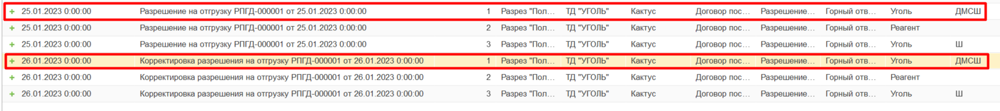 + 25.01.2023 0:00:00 Разрешение на отгрузку РПГД-000001 от 25.01.2023 0:00:00 1 Разрез "Пол... ТД "УГОЛЬ" Кактус Договор пос... Разрешение... Горный отв... Уголь ДМСШ
+ 25.01.2023 0:00:00 Разрешение на отгрузку РПГД-000001 от 25.01.2023 0:00:00 2 Разрез "Пол... ТД "УГОЛЬ" Кактус Договор пос... Разрешение... Горный отв... Реагент
+ 25.01.2023 0:00:00 Разрешение на отгрузку РПГД-000001 от 25.01.2023 0:00:00 3 Разрез "Пол... ТД "УГОЛЬ" Кактус Договор пос... Разрешение... Горный отв... Уголь Ш
+ 26.01.2023 0:00:00 Корректировка разрешения на отгрузку РПГД-000001 от 26.01.2023 0:00:00 1 Разрез "Пол... ТД "УГОЛЬ" Кактус Договор пос... Разрешение... Горный отв... Уголь ДМСШ
+ 26.01.2023 0:00:00 Корректировка разрешения на отгрузку РПГД-000001 от 26.01.2023 0:00:00 2 Разрез "Пол... ТД "УГОЛЬ" Кактус Договор пос... Разрешение... Горный отв... Реагент
+ 26.01.2023 0:00:00 Корректировка разрешения на отгрузку РПГД-000001 от 26.01.2023 0:00:00 3 Разрез "Пол... ТД "УГОЛЬ" Кактус Договор пос... Разрешение... Горный отв... Уголь Ш